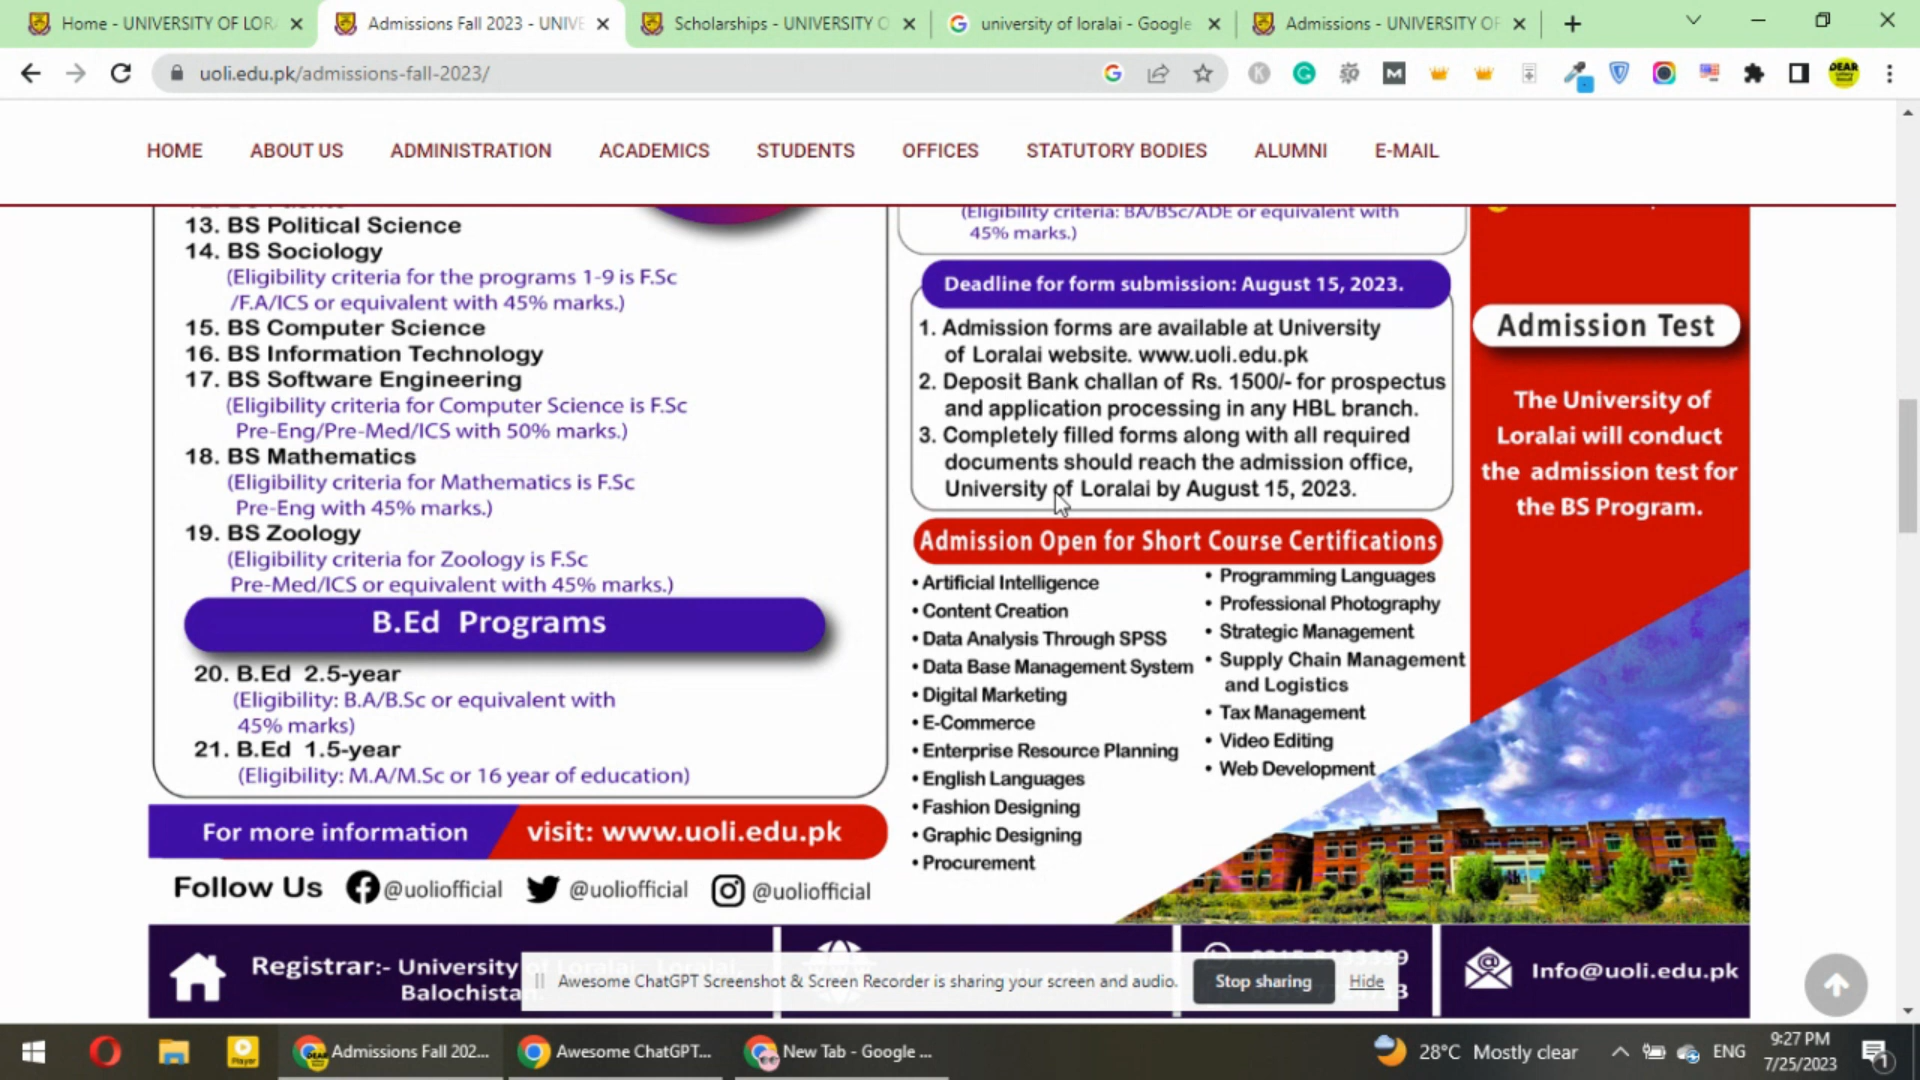 Home - UNIVERSITY OF LOR
Admissions Fall 2023 - UNIVE
Scholarships - UNIVERSITY O
university of loralai - Google
Admissions - UNIVERSITY OF
uoli.edu.pk/admissions-fall-2023/
HOME ABOUT US ADMINISTRATION ACADEMICS STUDENTS OFFICES STATUTORY BODIES ALUMNI E-MAIL
13. BS Political Science
14. BS Sociology
(Eligibility criteria for the programs 1-9 is F.Sc
/F.A/ICS or equivalent with 45% marks.)
15. BS Computer Science
16. BS Information Technology
17. BS Software Engineering
(Eligibility criteria for Computer Science is F.Sc
Pre-Eng/Pre-Med/ICS with 50% marks.)
18. BS Mathematics
(Eligibility criteria for Mathematics is F.Sc
Pre-Eng with 45% marks.)
19. BS Zoology
(Eligibility criteria for Zoology is F.Sc
Pre-Med/ICS or equivalent with 45% marks.)
B.Ed Programs
20. B.Ed 2.5-year
(Eligibility: B.A/B.Sc or equivalent with
45% marks)
21. B.Ed 1.5-year
(Eligibility: M.A/M.Sc or 16 year of education)
For more information visit: www.uoli.edu.pk
Follow Us @uoliofficial @uoliofficial @uoliofficial
(Eligibility criteria: BA/BSc/ADE or equivalent with
45% marks.)
Deadline for form submission: August 15, 2023.
1. Admission forms are available at University
of Loralai website. www.uoli.edu.pk
2. Deposit Bank challan of Rs. 1500/- for prospectus
and application processing in any HBL branch.
3. Completely filled forms along with all required
documents should reach the admission office,
University of Loralai by August 15, 2023.
Admission Open for Short Course Certifications
• Artificial Intelligence
• Content Creation
• Data Analysis Through SPSS
• Data Base Management System
• Digital Marketing
• E-Commerce
• Enterprise Resource Planning
• English Languages
• Fashion Designing
• Graphic Designing
• Procurement
• Programming Languages
• Professional Photography
• Strategic Management
• Supply Chain Management
and Logistics
• Tax Management
• Video Editing
• Web Development
Admission Test
The University of
Loralai will conduct
the admission test for
the BS Program.
Registrar:- University
Balochistan
Info@uoli.edu.pk
Awesome ChatGPT Screenshot & Screen Recorder is sharing your screen and audio. Stop sharing Hide
Admissions Fall 202...
Awesome ChatGPT...
New Tab - Google ...
28°C Mostly clear
ENG
9:27 PM
7/25/2023
1